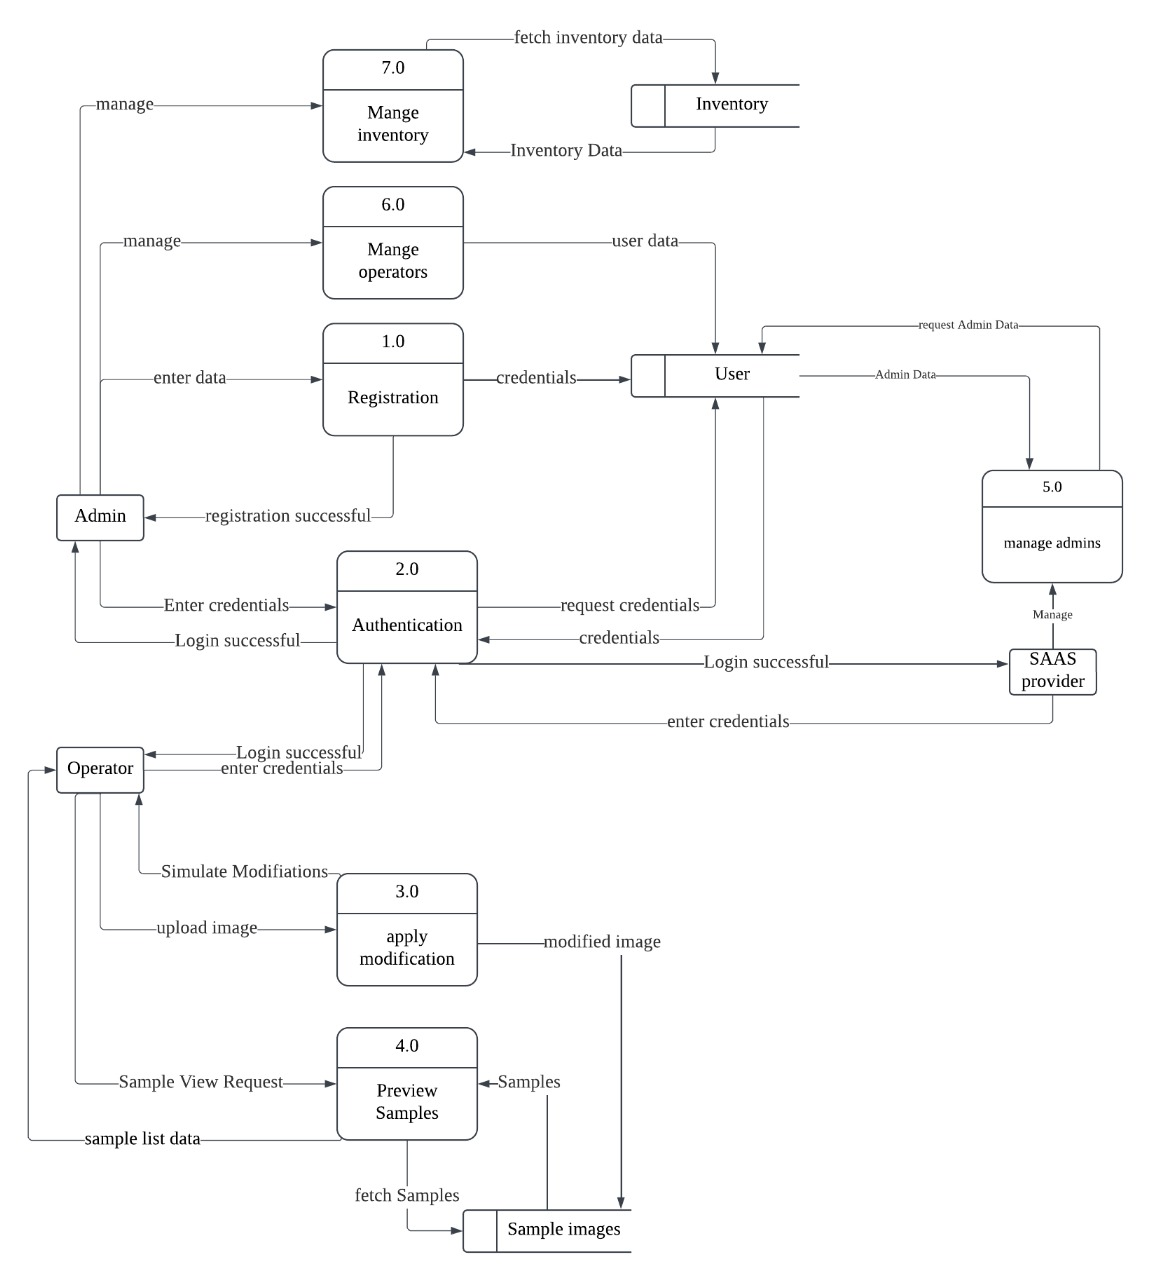 fetch inventory data
7.0
manage
Mange
inventory
Inventory
Inventory Data
6.0
manage
Mange
operators
user data
1.0
enter data
Registration
credentials
User
request Admin Data
Admin Data
5.0
manage admins
Admin
registration successful
2.0
Enter credentials
Authentication
request credentials
Login successful
credentials
Manage
Login successful
SAAS
provider
enter credentials
Login successful
Operator
enter credentials
Simulate Modifiations
3.0
upload image
apply
modification
modified image
4.0
Sample View Request
Preview
Samples
Samples
sample list data
fetch Samples
Sample images